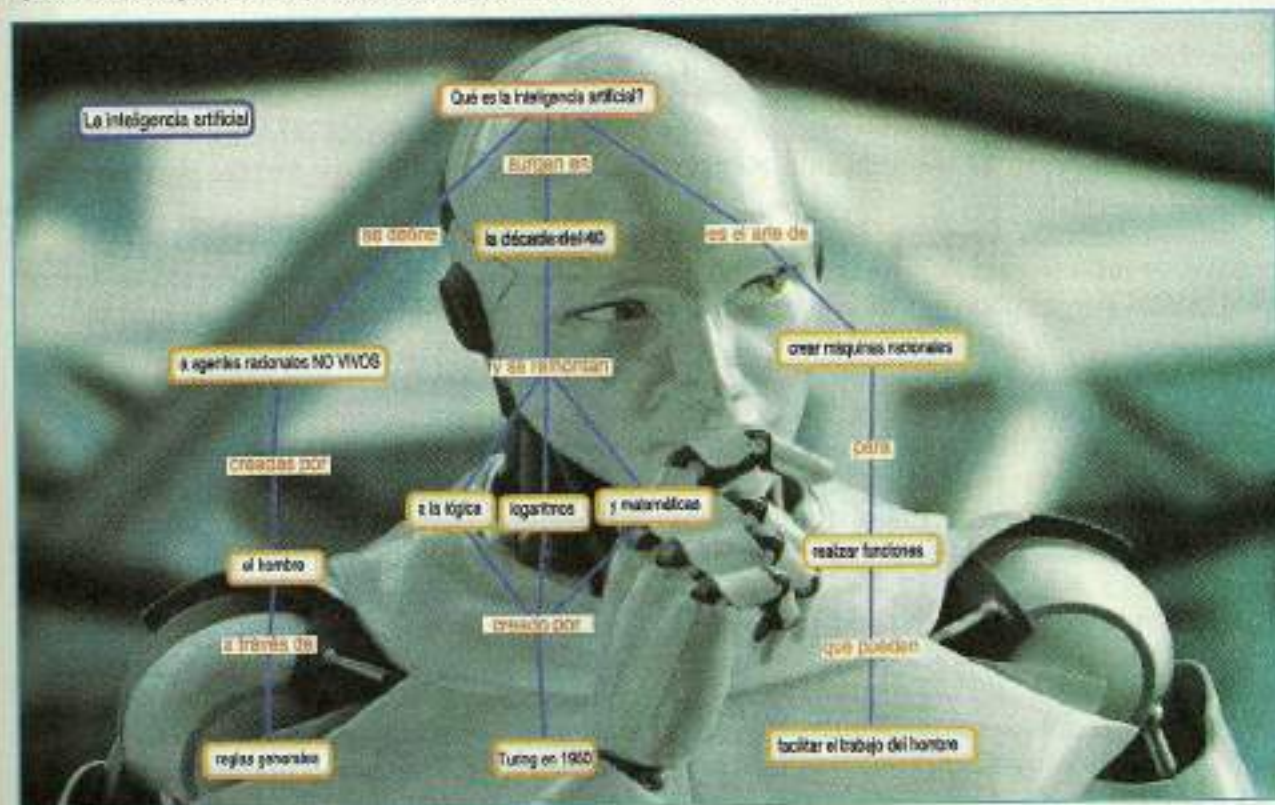 La inteligencia artificial
Qué es la inteligencia artificial?
surgen en
se define
la década del 40
es el arte de
a agentes racionales NO VIVOS
y se remontan
crear máquinas racionales
creadas por
para
a la lógica
logaritmos
y matemáticas
el hombre
realizar funciones
creado por
a través de
que pueden
reglas generales
Turing en 1950
facilitar el trabajo del hombre